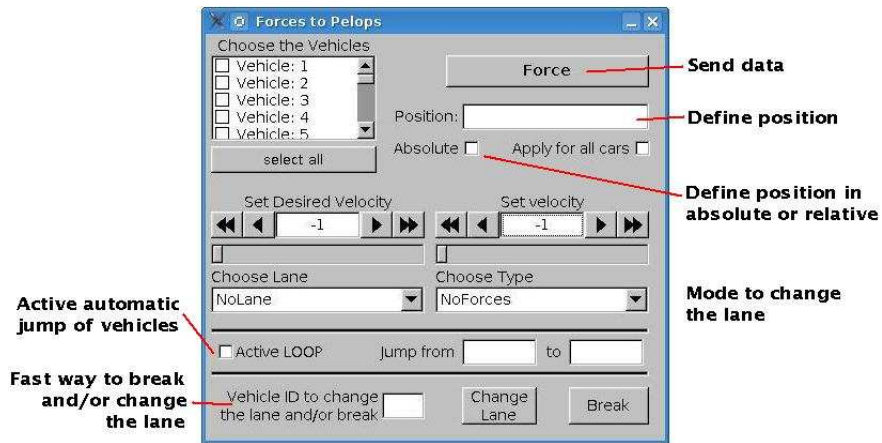 Forces to Pelops
Choose the Vehicles
Vehicle: 1
Vehicle: 2
Vehicle: 3
Vehicle: 4
Vehicle: 5
select all
Force
Send data
Position:
Define position
Absolute
Apply for all cars
Define position in
absolute or relative
Set Desired Velocity
-1
Set velocity
-1
Choose Lane
NoLane
Choose Type
NoForces
Mode to change
the lane
Active automatic
jump of vehicles
Active LOOP
Jump from
to
Fast way to break
and/or change
the lane
Vehicle ID to change
the lane and/or break
Change
Lane
Break